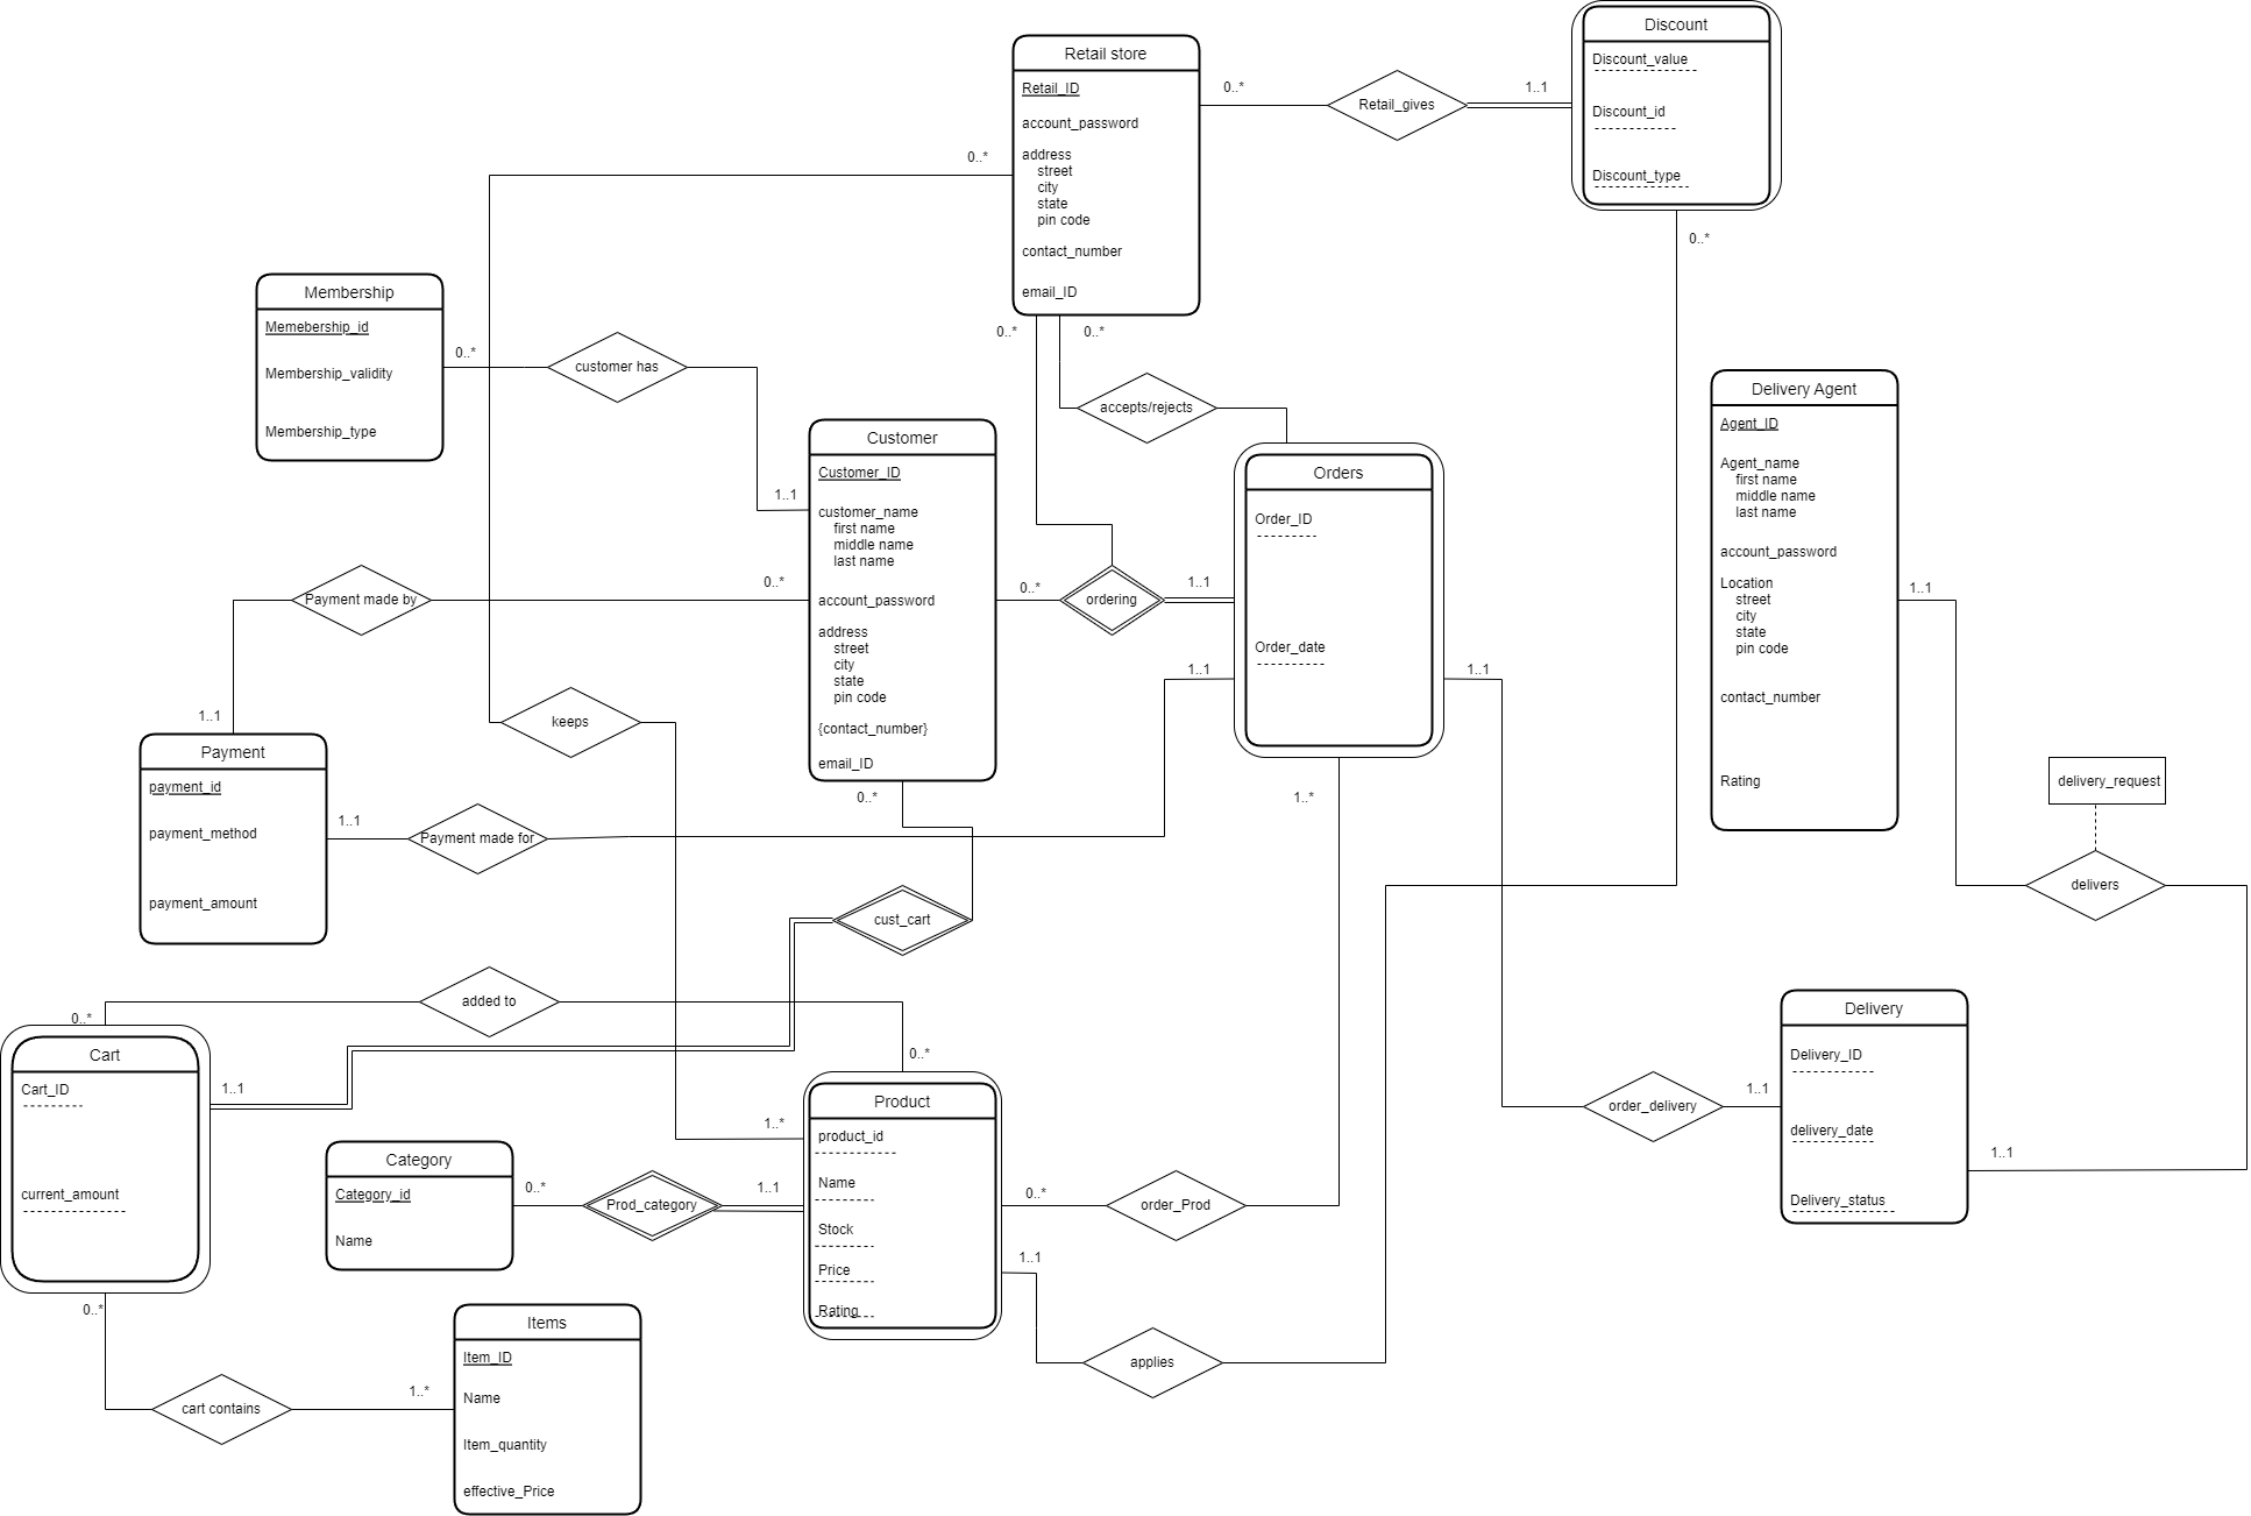 Discount
Discount_value
Discount_id
Discount_type
Retail store
Retail_ID
account_password
address
street
city
state
pin code
contact_number
email_ID
0..*
Retail_gives
1..1
0..*
0..*
Membership
Memebership_id
Membership_validity
Membership_type
0..*
customer has
1..1
0..*
0..*
accepts/rejects
Customer
Customer_ID
customer_name
first name
middle name
last name
account_password
address
street
city
state
pin code
{contact_number}
email_ID
Orders
Order_ID
Order_date
Delivery Agent
Agent_ID
Agent_name
first name
middle name
last name
account_password
Location
street
city
state
pin code
contact_number
Rating
Payment made by
0..*
0..*
ordering
1..1
1..1
1..1
1..1
1..1
keeps
Payment
payment_id
payment_method
payment_amount
1..1
Payment made for
0..*
1..*
delivery_request
delivers
cust_cart
added to
0..*
0..*
Cart
Cart_ID
current_amount
1..1
1..*
Product
product_id
Name
Stock
Price
Rating
Category
Category_id
Name
0..*
Prod_category
1..1
0..*
order_Prod
1..1
applies
order_delivery
1..1
Delivery
Delivery_ID
delivery_date
Delivery_status
1..1
0..*
cart contains
1..*
Items
Item_ID
Name
Item_quantity
effective_Price